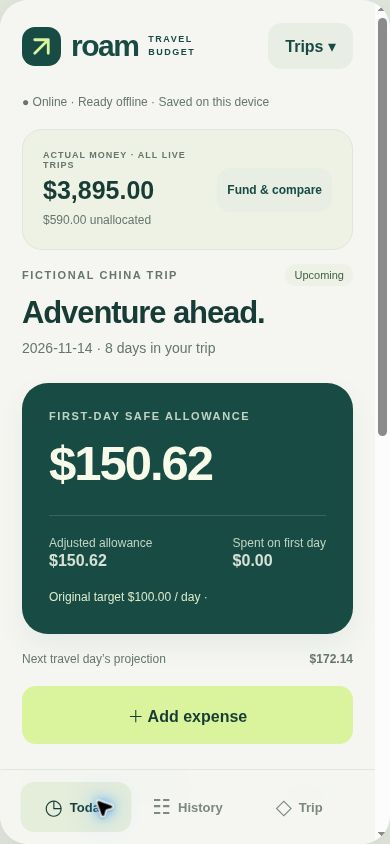 roam
TRAVEL
BUDGET
Trips ▾
● Online · Ready offline · Saved on this device
ACTUAL MONEY · ALL LIVE
TRIPS
$3,895.00
$590.00 unallocated
Fund & compare
FICTIONAL CHINA TRIP
Upcoming
Adventure ahead.
2026-11-14 · 8 days in your trip
FIRST-DAY SAFE ALLOWANCE
$150.62
Adjusted allowance
$150.62
Spent on first day
$0.00
Original target $100.00 / day ·
Next travel day's projection
$172.14
+ Add expense
Today
History
Trip